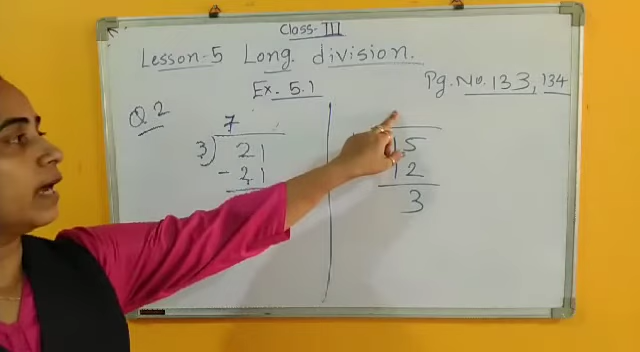 Class-III
Lesson-5 Long division.
Ex. 5.1
Pg. No. 133, 134
Q.2
7
3) 21
- 21
15
12
3